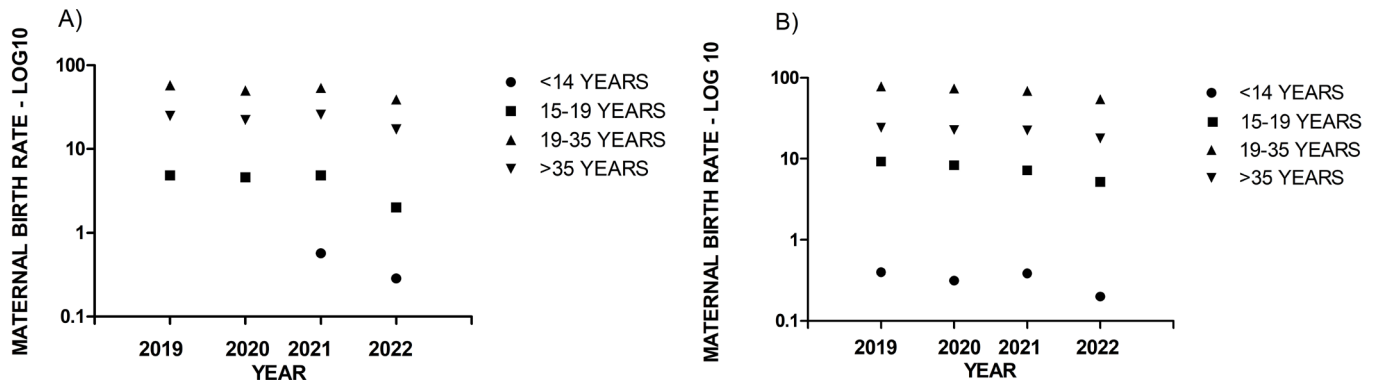 A)
MATERNAL BIRTH RATE - LOG10
100
10
1
0.1
2019 2020 2021 2022
YEAR
<14 YEARS
15-19 YEARS
19-35 YEARS
>35 YEARS
B)
MATERNAL BIRTH RATE - LOG 10
100
10
1
0.1
2019 2020 2021 2022
YEAR
<14 YEARS
15-19 YEARS
19-35 YEARS
>35 YEARS